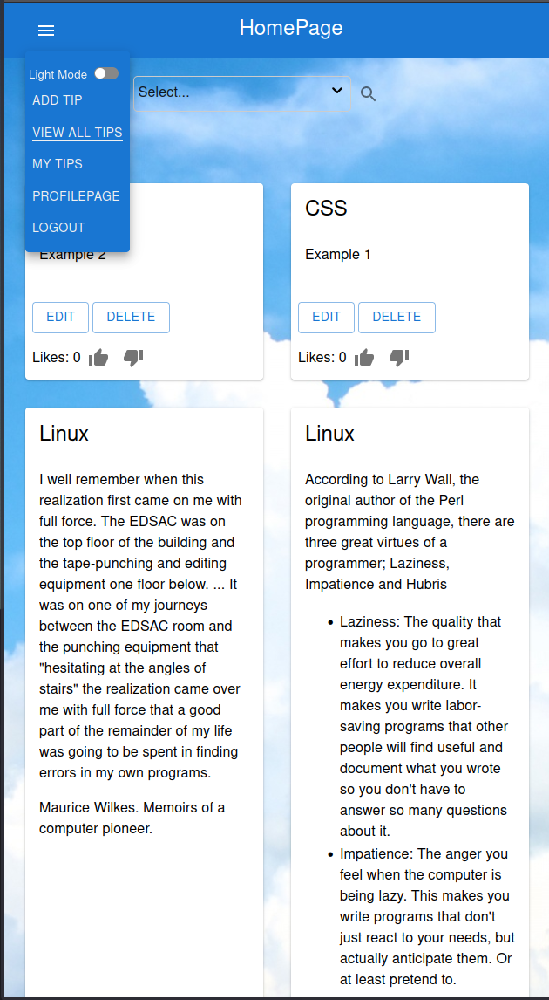 HomePage
Light Mode
ADD TIP
VIEW ALL TIPS
MY TIPS
PROFILEPAGE
LOGOUT
Select...
Example 2
EDIT DELETE
Likes: 0
CSS
Example 1
EDIT DELETE
Likes: 0
Linux
I well remember when this
realization first came on me with
full force. The EDSAC was on
the top floor of the building and
the tape-punching and editing
equipment one floor below. ... It
was on one of my journeys
between the EDSAC room and
the punching equipment that
"hesitating at the angles of
stairs" the realization came over
me with full force that a good
part of the remainder of my life
was going to be spent in finding
errors in my own programs.
Maurice Wilkes. Memoirs of a
computer pioneer.
Linux
According to Larry Wall, the
original author of the Perl
programming language, there are
three great virtues of a
programmer; Laziness,
Impatience and Hubris
• Laziness: The quality that
makes you go to great
effort to reduce overall
energy expenditure. It
makes you write labor-
saving programs that other
people will find useful and
document what you wrote
so you don't have to
answer so many questions
about it.
• Impatience: The anger you
feel when the computer is
being lazy. This makes you
write programs that don't
just react to your needs, but
actually anticipate them. Or
at least pretend to.